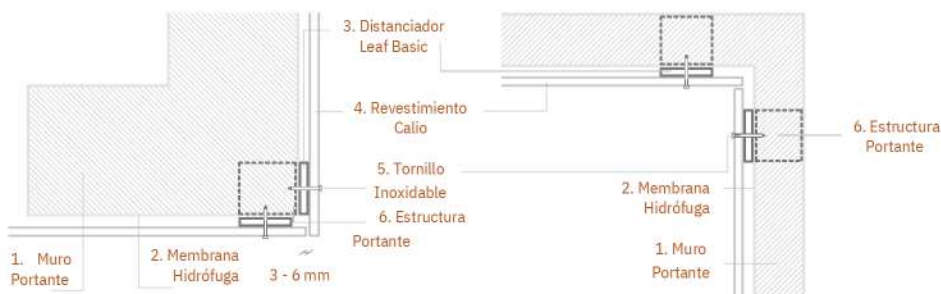 3. Distanciador
Leaf Basic
4. Revestimiento
Calio
5. Tornillo
Inoxidable
6. Estructura
Portante
3 - 6 mm
2. Membrana
Hidrófuga
1. Muro
Portante
6. Estructura
Portante
2. Membrana
Hidrófuga
1. Muro
Portante